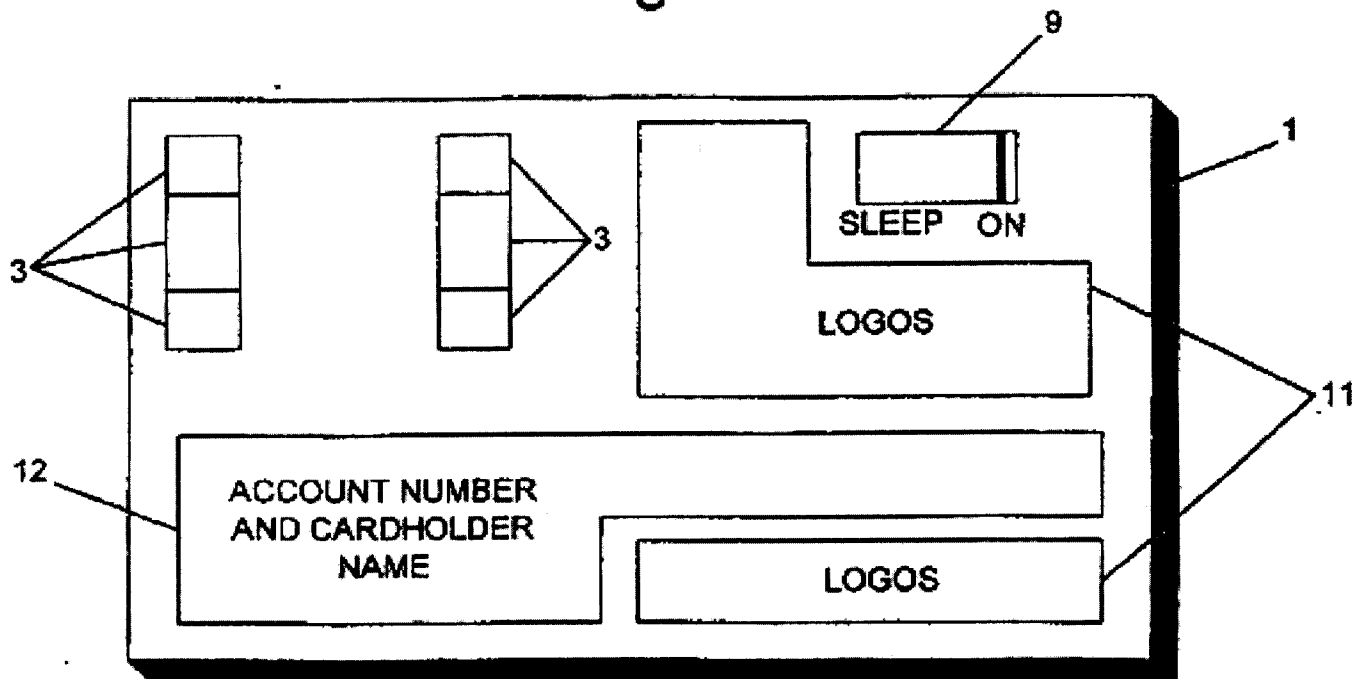 9
1
SLEEP ON
3
3
LOGOS
11
12
ACCOUNT NUMBER
AND CARDHOLDER
NAME
LOGOS